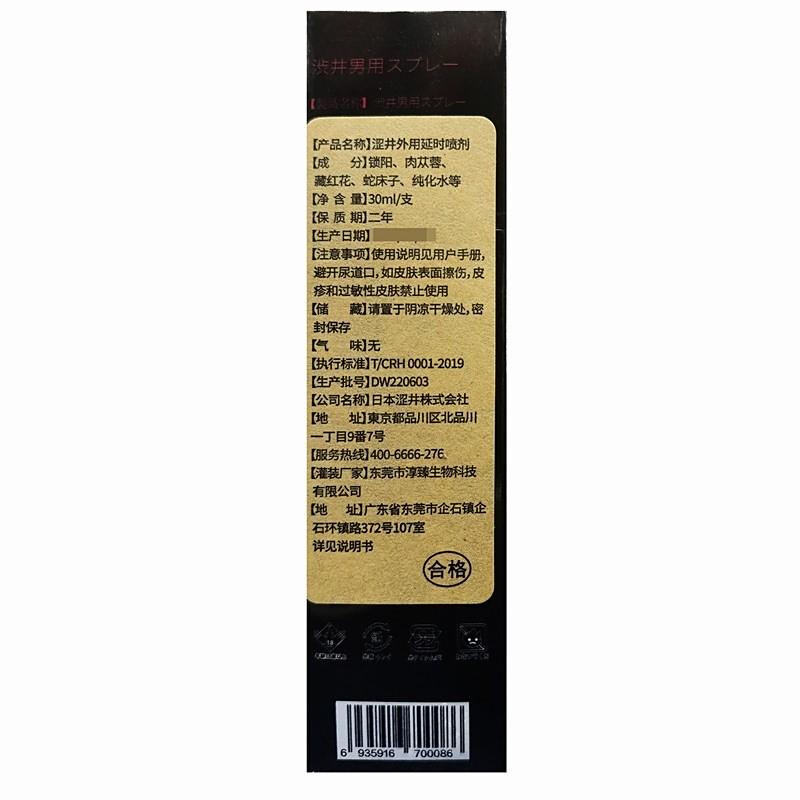 渋井男用スプレー
【製品名称】渋井男用スプレー
【产品名称】涩井外用延时喷剂
【成 分】锁阳、肉苁蓉、
藏红花、蛇床子、纯化水等
【净 含 量】30ml/支
【保 质 期】二年
【生产日期】
【注意事项】使用说明见用户手册,
避开尿道口,如皮肤表面擦伤,皮
疹和过敏性皮肤禁止使用
【储 藏】请置于阴凉干燥处,密
封保存
【气 味】无
【执行标准】T/CRH 0001-2019
【生产批号】DW220603
【公司名称】日本涩井株式会社
【地 址】東京都品川区北品川
一丁目9番7号
【服务热线】400-6666-276
【灌装厂家】东莞市淳臻生物科技
有限公司
【地 址】广东省东莞市企石镇企
石环镇路372号107室
详见说明书
合格
18
6 935916 700086